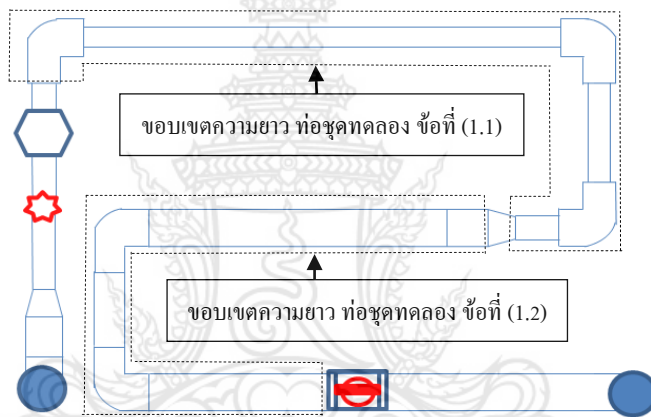 ขอบเขตความยาว ท่อชุดทดลอง ข้อที่ (1.1)
ขอบเขตความยาว ท่อชุดทดลอง ข้อที่ (1.2)